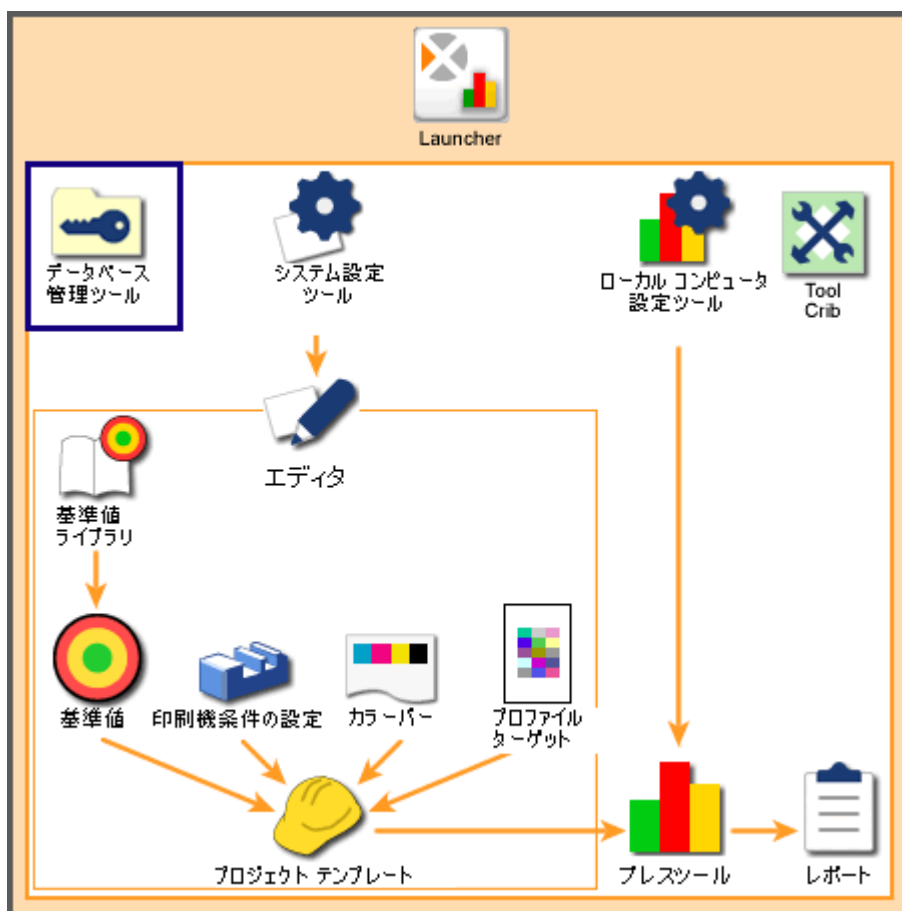 Launcher
データベース
管理ツール
システム設定
ツール
ローカル コンピュータ
設定ツール
Tool
Crib
エディタ
基準値
ライブラリ
基準値
印刷機条件の設定
カラーバー
プロファイル
ターゲット
プロジェクト テンプレート
プレスツール
レポート